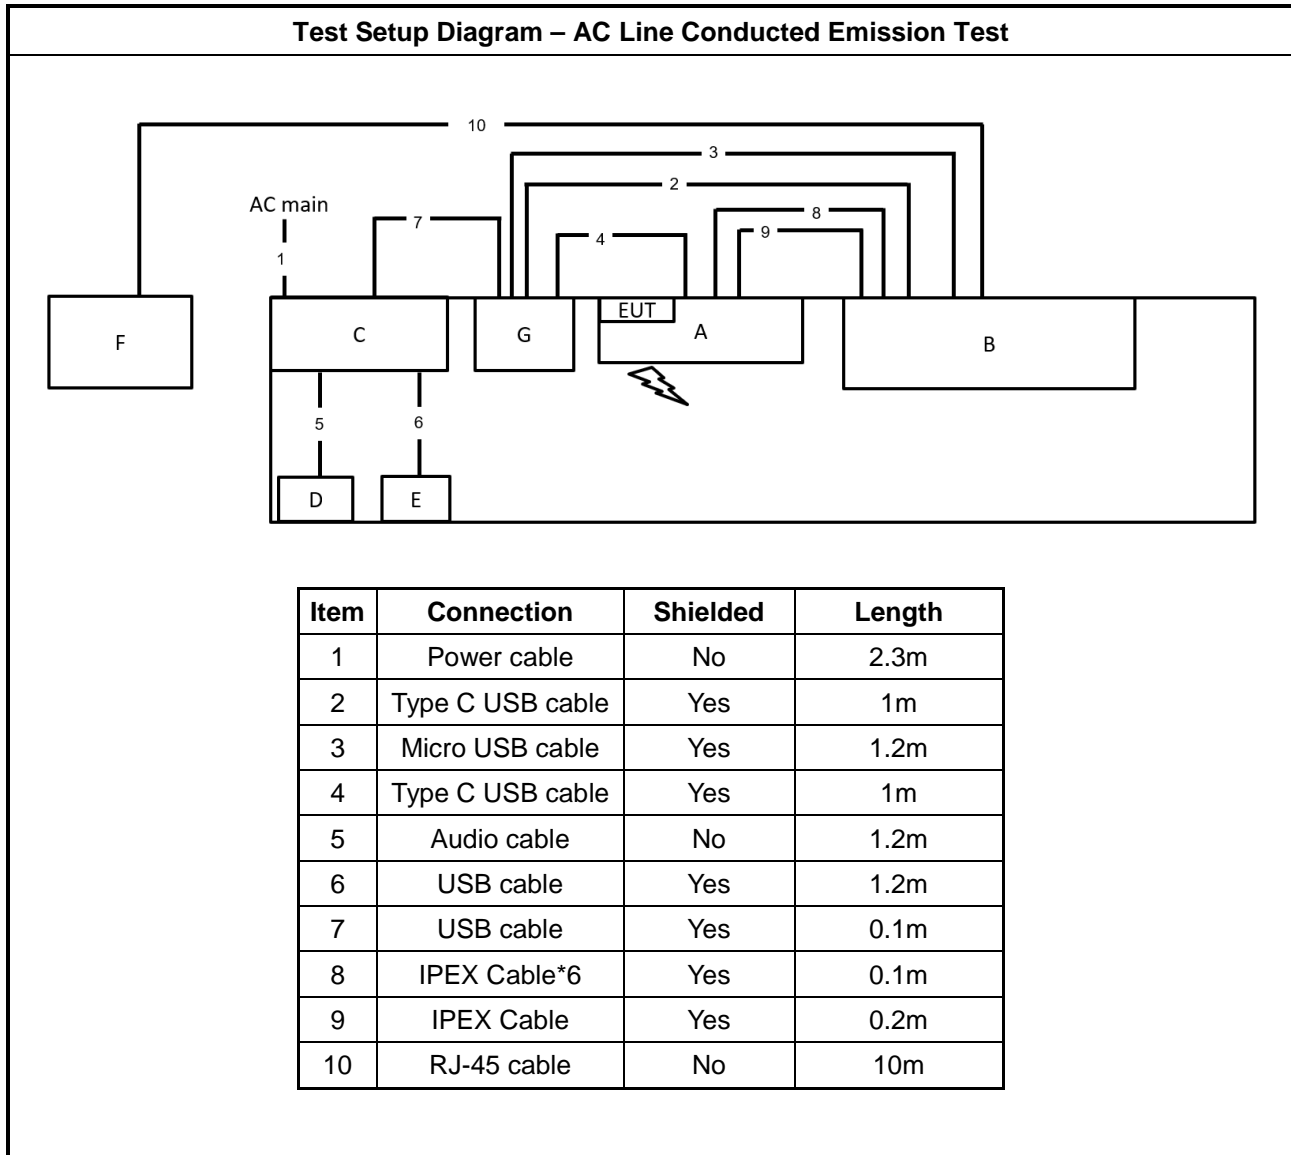 Test Setup Diagram – AC Line Conducted Emission Test
10
3
2
AC main
7
8
4
9
1
EUT
F
C
G
A
B
5
6
D
E
Item Connection Shielded Length
1 Power cable No 2.3m
2 Type C USB cable Yes 1m
3 Micro USB cable Yes 1.2m
4 Type C USB cable Yes 1m
5 Audio cable No 1.2m
6 USB cable Yes 1.2m
7 USB cable Yes 0.1m
8 IPEX Cable*6 Yes 0.1m
9 IPEX Cable Yes 0.2m
10 RJ-45 cable No 10m